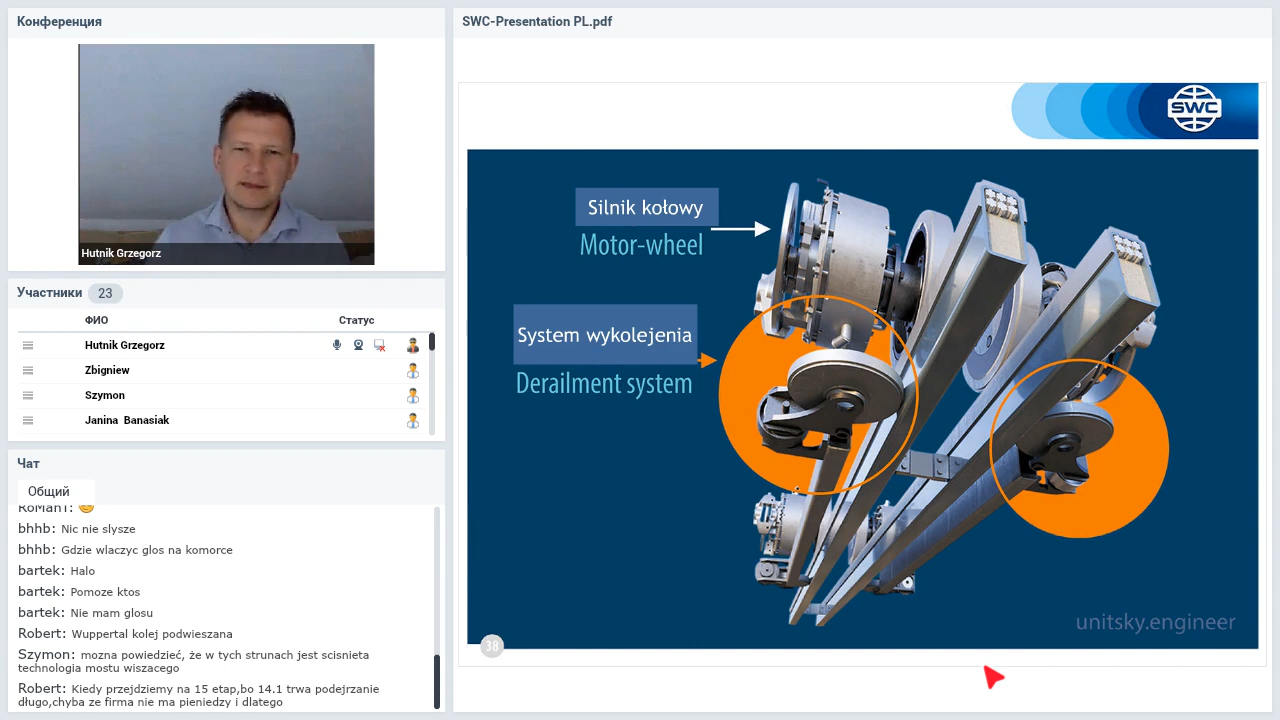 Конференция
Hutnik Grzegorz
Участники 23
ФИО Статус
Hutnik Grzegorz
Zbigniew
Szymon
Janina Banasiak
Чат
Общий
RoManT:
bhhb: Nic nie slysze
bhhb: Gdzie wlaczyc glos na komorce
bartek: Halo
bartek: Pomoze ktos
bartek: Nie mam glosu
Robert: Wuppertal kolej podwieszana
Szymon: mozna powiedzieć, że w tych strunach jest scisnieta
technologia mostu wiszacego
Robert: Kiedy przejdziemy na 15 etap,bo 14.1 trwa podejrzanie
długo,chyba ze firma nie ma pieniedzy i dlatego
SWC-Presentation PL.pdf
SWC
Silnik kołowy
Motor-wheel
System wykolejenia
Derailment system
unitsky.engineer
38